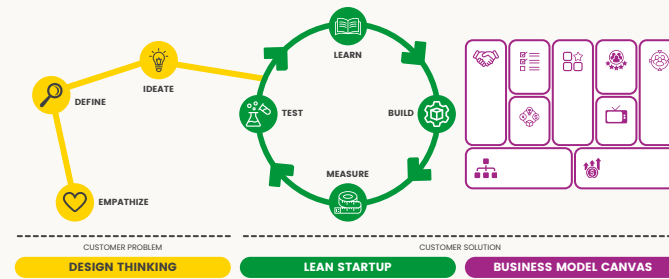 LEARN
IDEATE
DEFINE
TEST
BUILD
MEASURE
EMPATHIZE
CUSTOMER PROBLEM
CUSTOMER SOLUTION
DESIGN THINKING
LEAN STARTUP
BUSINESS MODEL CANVAS